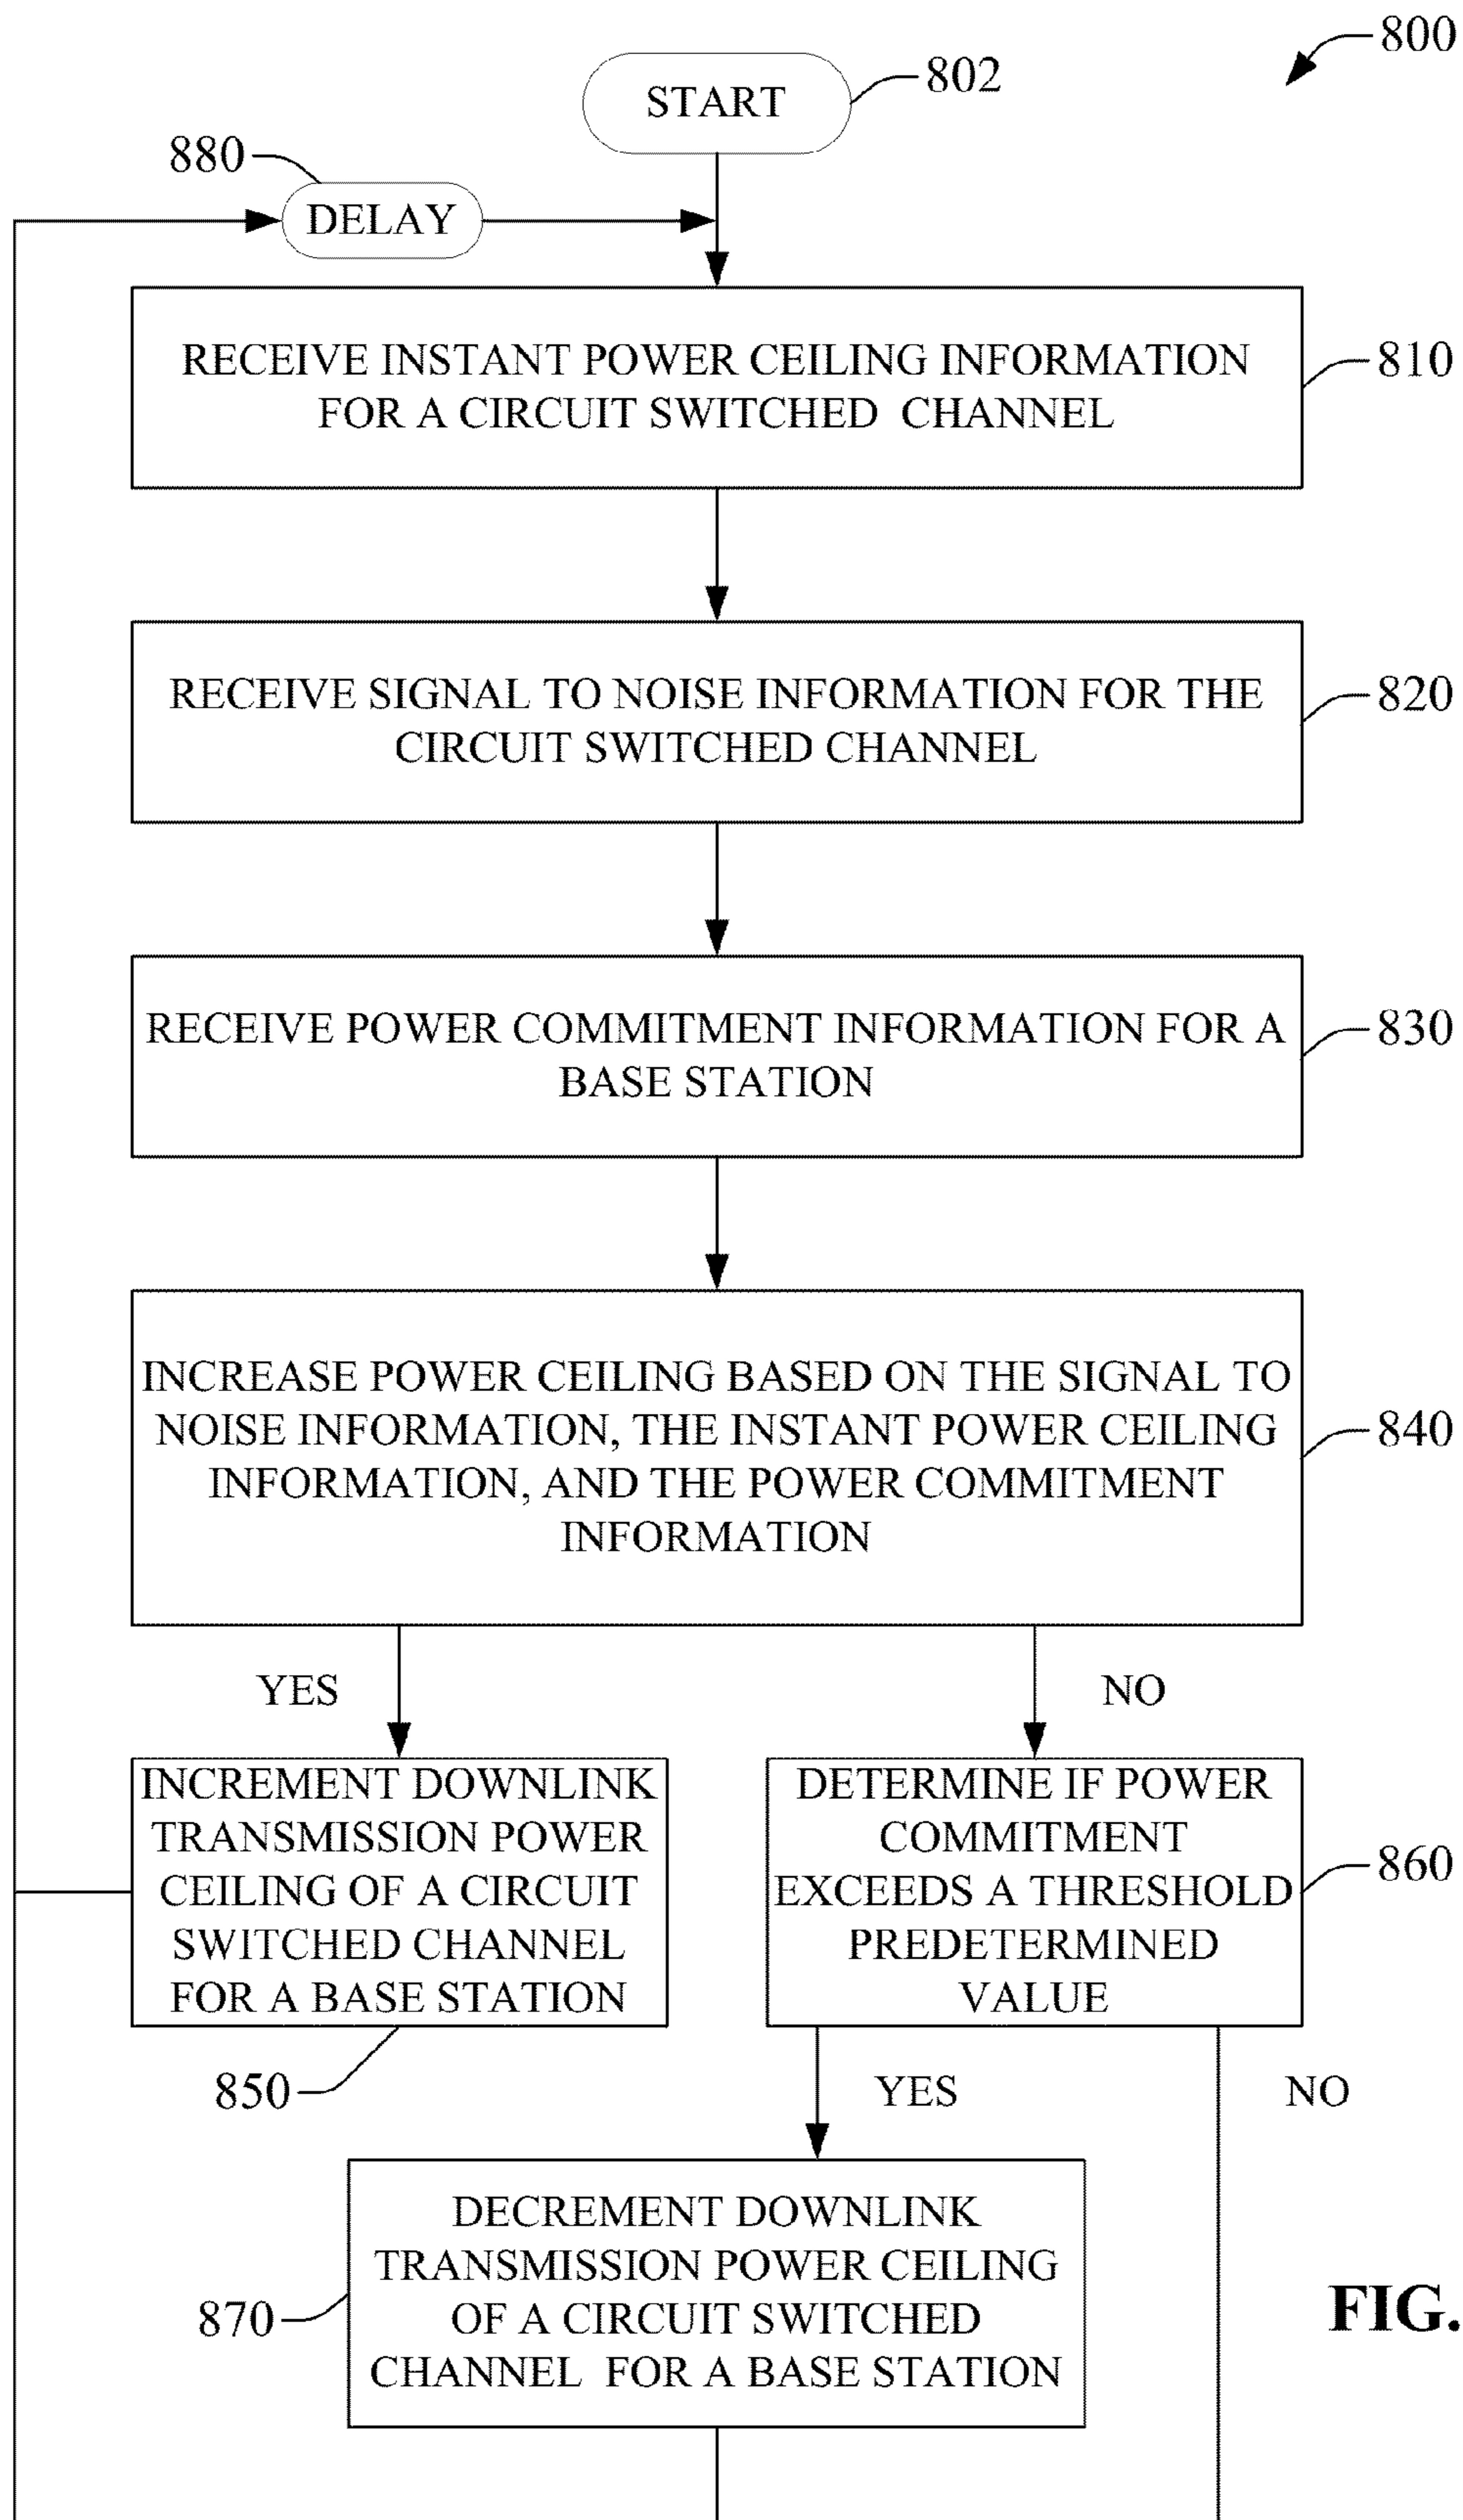 800
START
802
880
DELAY
RECEIVE INSTANT POWER CEILING INFORMATION
FOR A CIRCUIT SWITCHED CHANNEL
810
RECEIVE SIGNAL TO NOISE INFORMATION FOR THE
CIRCUIT SWITCHED CHANNEL
820
RECEIVE POWER COMMITMENT INFORMATION FOR A
BASE STATION
830
INCREASE POWER CEILING BASED ON THE SIGNAL TO
NOISE INFORMATION, THE INSTANT POWER CEILING
INFORMATION, AND THE POWER COMMITMENT
INFORMATION
840
YES
NO
INCREMENT DOWNLINK
TRANSMISSION POWER
CEILING OF A CIRCUIT
SWITCHED CHANNEL
FOR A BASE STATION
850
DETERMINE IF POWER
COMMITMENT
EXCEEDS A THRESHOLD
PREDETERMINED
VALUE
860
YES
NO
DECREMENT DOWNLINK
TRANSMISSION POWER CEILING
OF A CIRCUIT SWITCHED
CHANNEL FOR A BASE STATION
870
FIG.